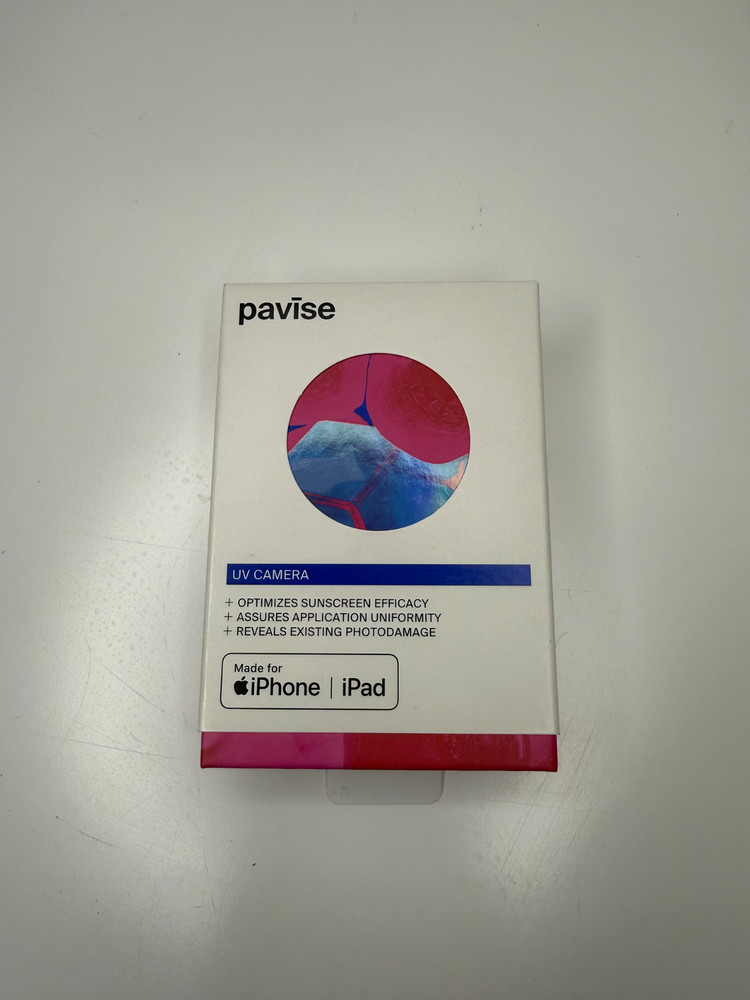 pavīse
UV CAMERA
+ OPTIMIZES SUNSCREEN EFFICACY
+ ASSURES APPLICATION UNIFORMITY
+ REVEALS EXISTING PHOTODAMAGE
Made for
iPhone | iPad